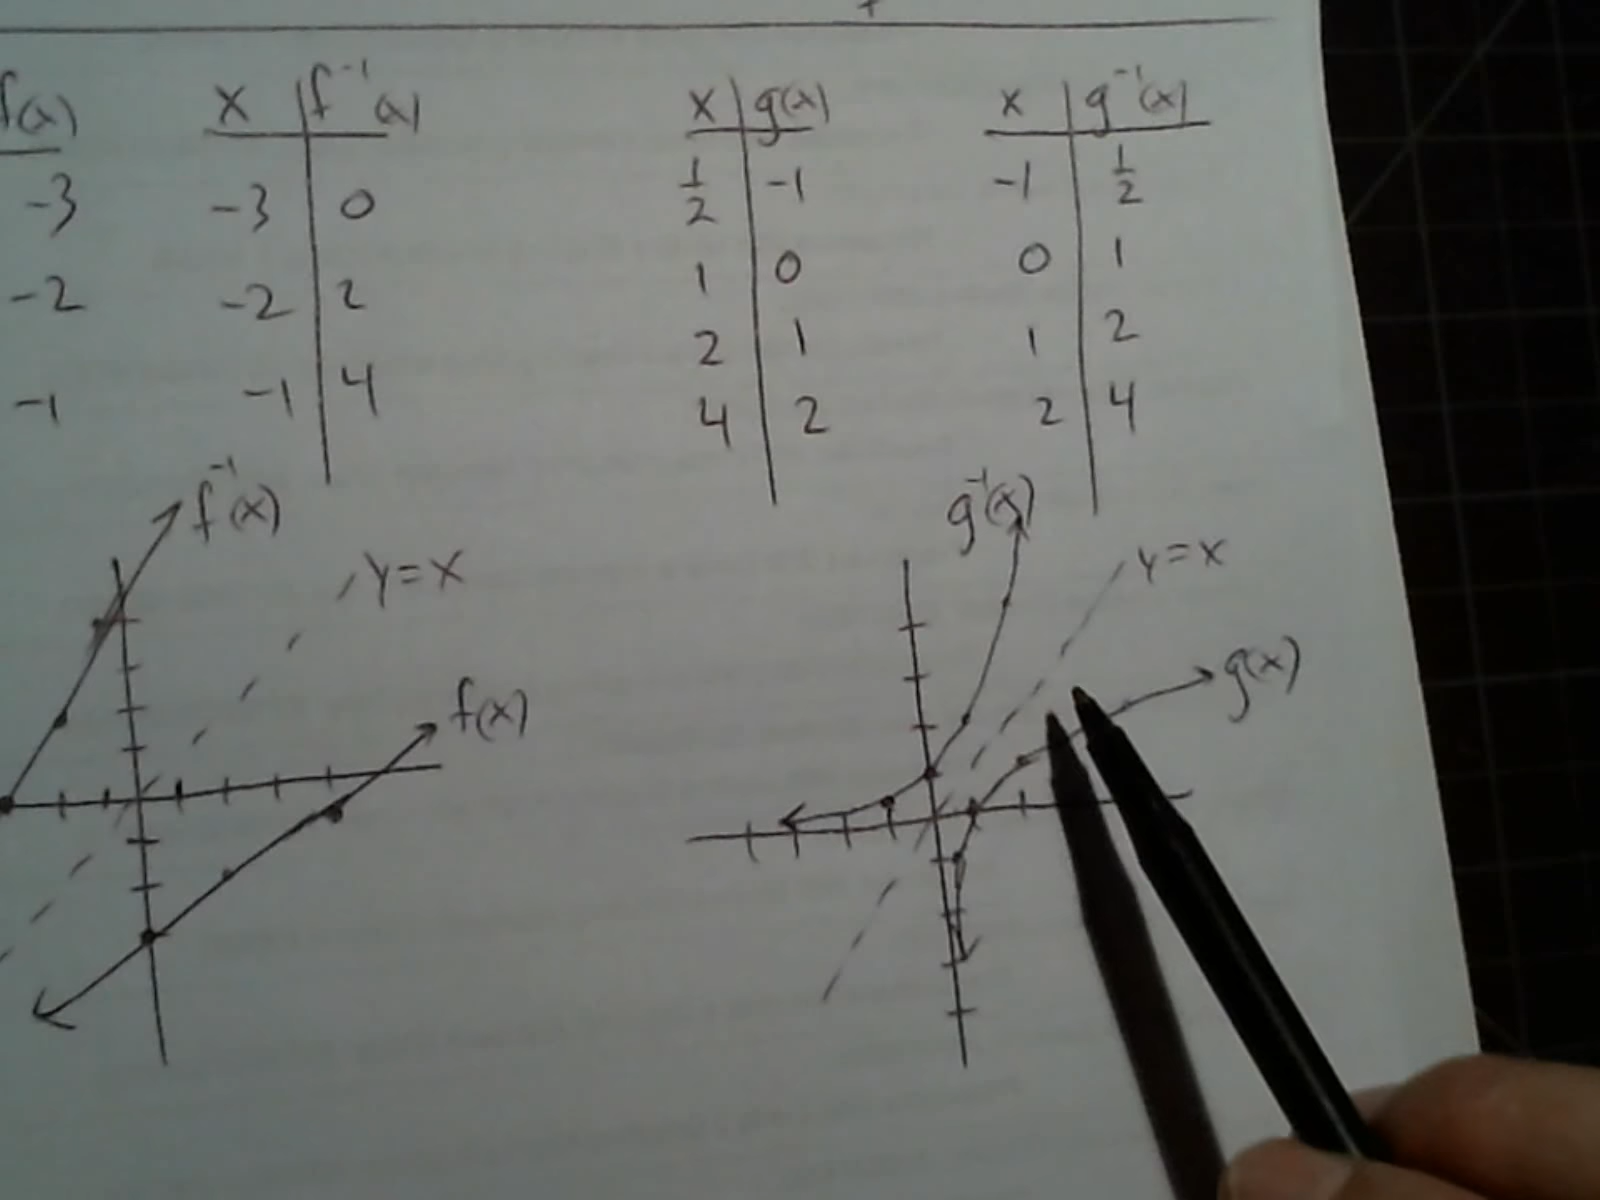 f(x) x f⁻¹(x) x g(x) x g⁻¹(x)
-3 -3 0 1/2 -1 -1 1/2
-2 -2 2 1 0 0 1
-1 -1 4 2 1 1 2
4 2 2 4
f⁻¹(x) g⁻¹(x)
y=x y=x
f(x) g(x)